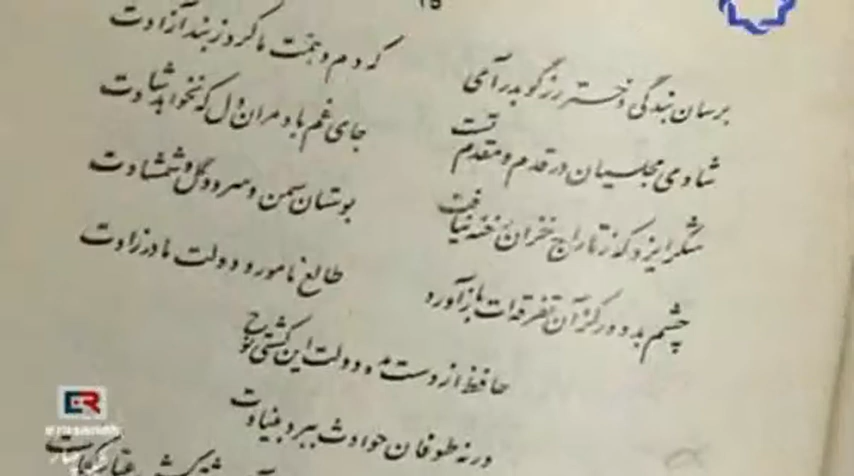 برسان بندگی دختر رز گو بدر آی که دم و همت ما کرد ز بند آزادت
شادی مجلسیان در قدم و مقدم تست جای غم باد مران دل که نخواهد شادت
شکر ایزد که ز تاراج خزان رخنه نیافت بوستان سمن و سرو و گل و شمشادت
چشم بد دور کز آن تفرقه‌ات باز آورد طالع نامور و دولت مادرزادت
حافظ از دست مده دولت این کشتی نوح
ورنه طوفان حوادث ببرد بنیادت
ER